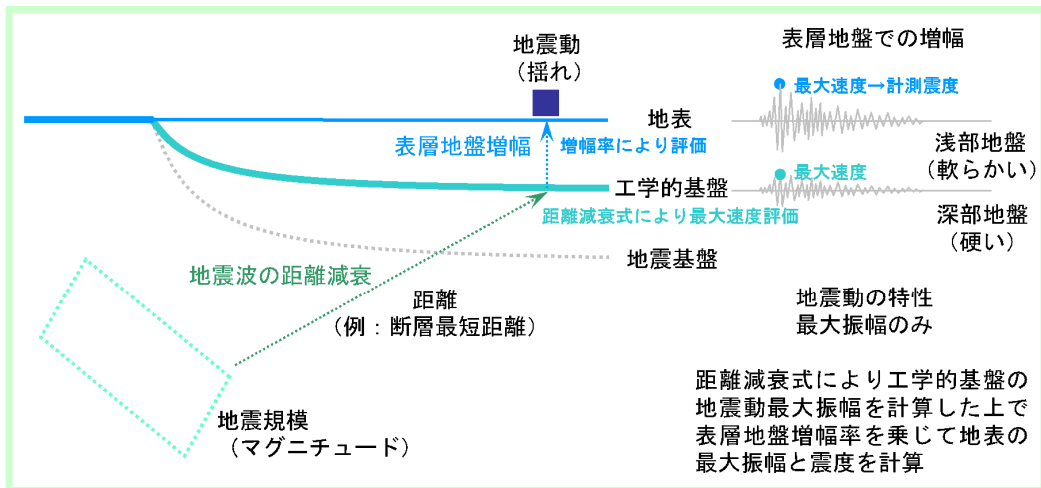 地震動
（揺れ）
表層地盤での増幅
最大速度→計測震度
地表
表層地盤増幅
増幅率により評価
浅部地盤
（軟らかい）
最大速度
工学的基盤
距離減衰式により最大速度評価
深部地盤
（硬い）
地震基盤
地震波の距離減衰
距離
（例：断層最短距離）
地震動の特性
最大振幅のみ
地震規模
（マグニチュード）
距離減衰式により工学的基盤の
地震動最大振幅を計算した上で
表層地盤増幅率を乗じて地表の
最大振幅と震度を計算